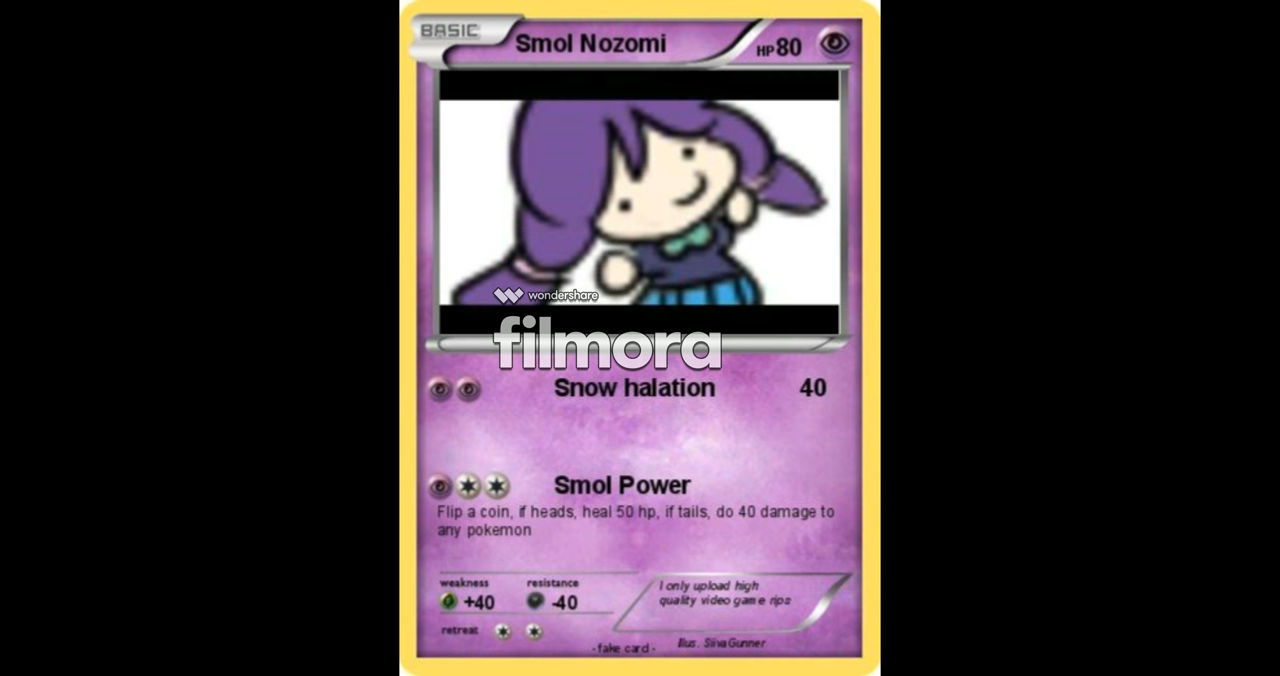 BASIC
Smol Nozomi
HP 80
wondershare
filmora
Snow halation 40
Smol Power
Flip a coin, if heads, heal 50 hp, if tails, do 40 damage to
any pokemon
weakness resistance
+40 -40
I only upload high
quality video game rips
retreat
- fake card -
Illus. SiivaGunner